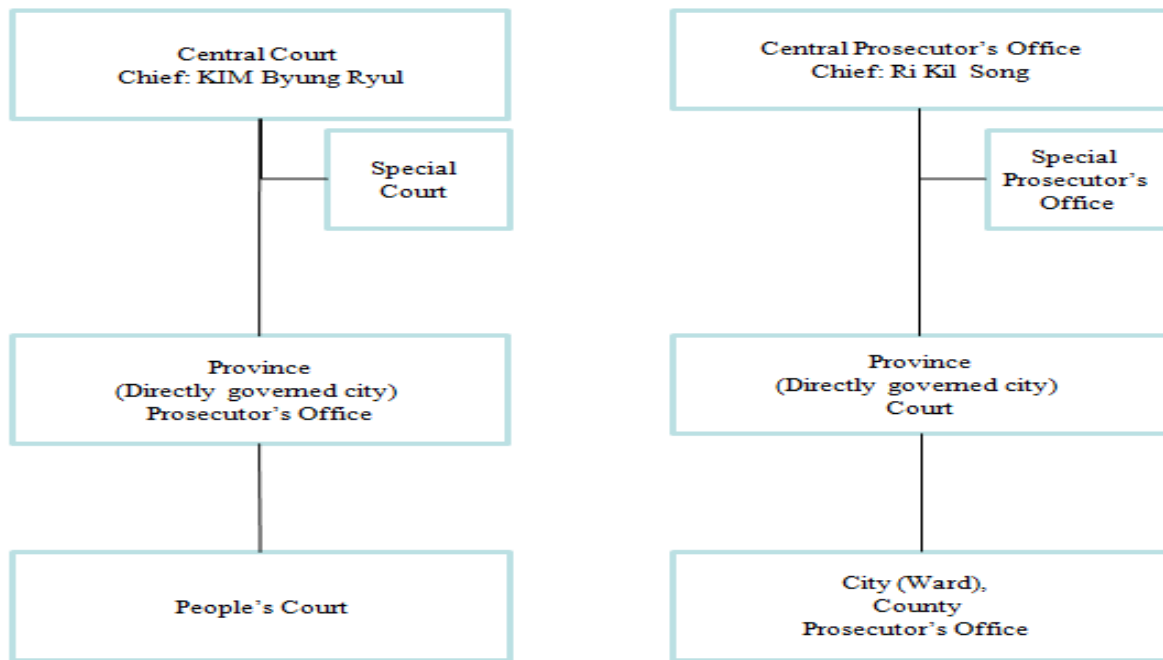 Central Court
Chief: KIM Byung Ryul
Special
Court
Province
(Directly governed city)
Prosecutor's Office
People's Court
Central Prosecutor's Office
Chief: Ri Kil Song
Special
Prosecutor's
Office
Province
(Directly governed city)
Court
City (Ward),
County
Prosecutor's Office